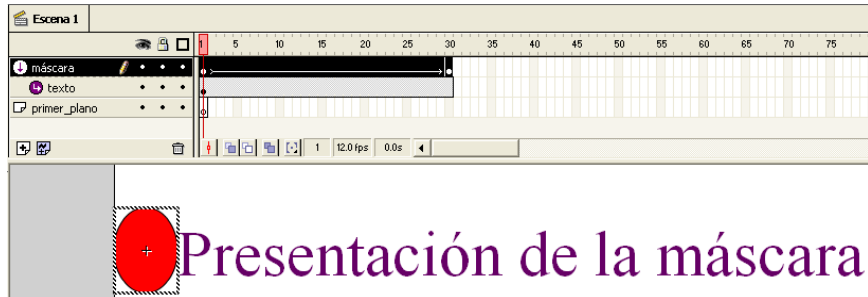 Escena 1
1 5 10 15 20 25 30 35 40 45 50 55 60 65 70 75
máscara
texto
primer_plano
1 12.0 fps 0.0s
Presentación de la máscara